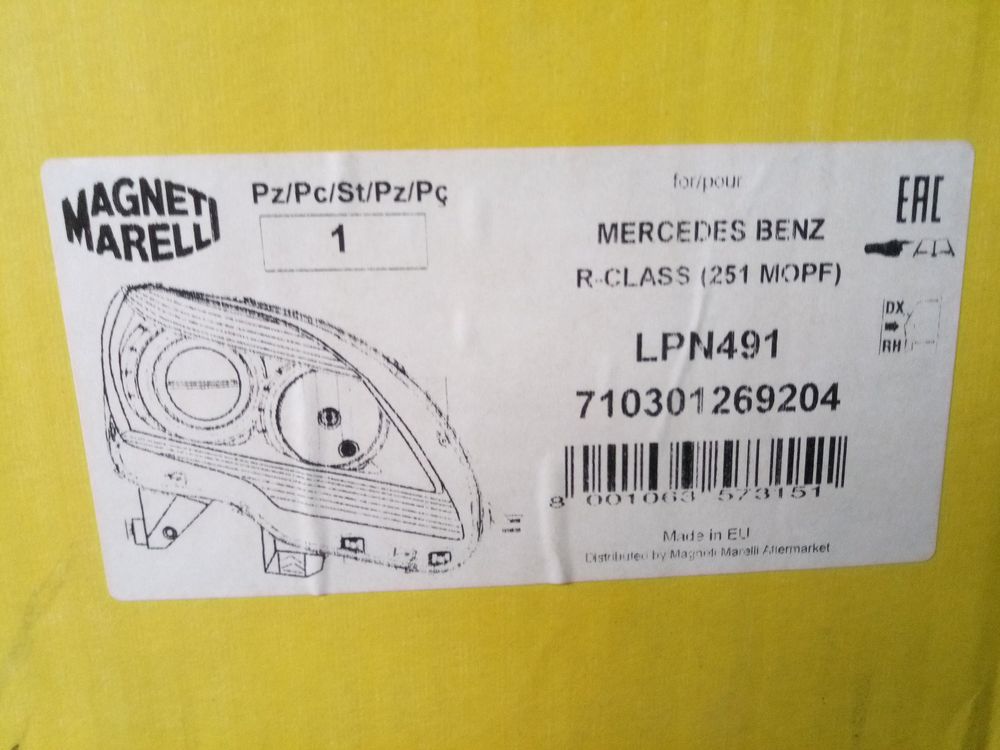 MAGNETI
MARELLI
Pz/Pc/St/Pz/Pç
1
for/pour
MERCEDES BENZ
R-CLASS (251 MOPF)
LPN491
710301269204
8 001063 573151
Made in EU
Distributed by Magneti Marelli Aftermarket
EAC
DX
RH